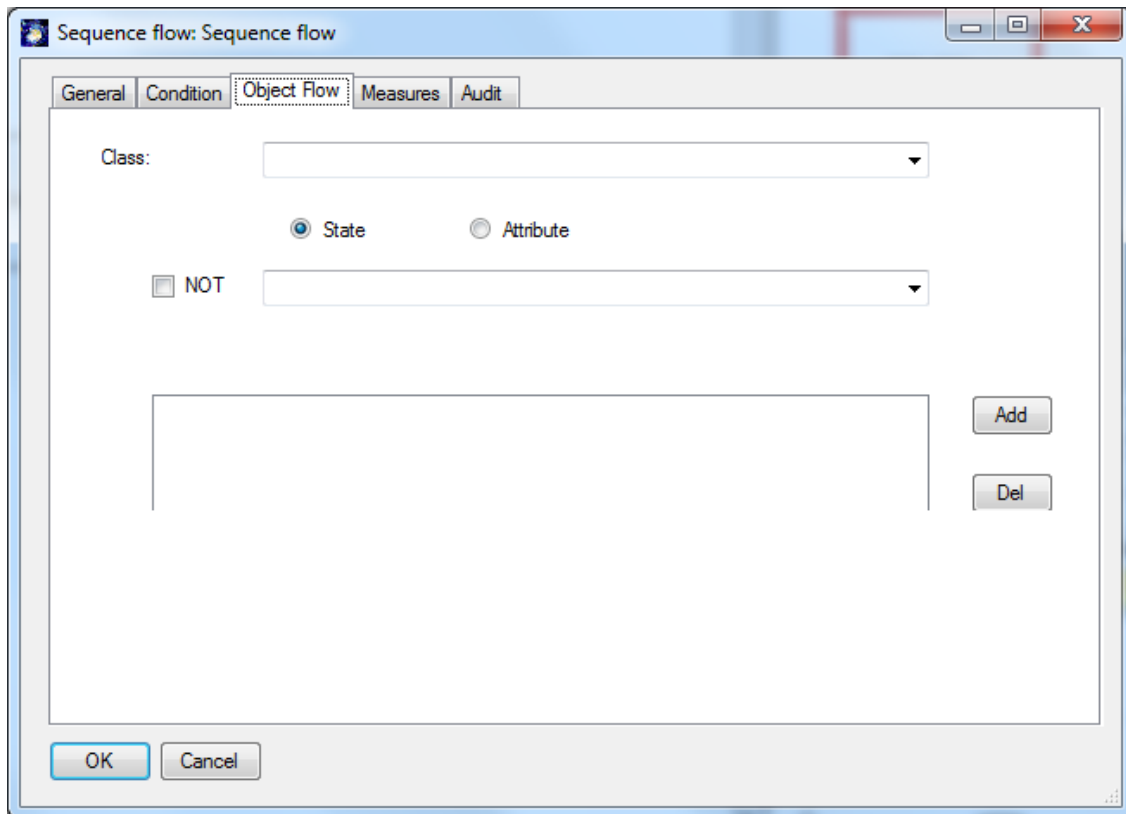 Sequence flow: Sequence flow
General Condition Object Flow Measures Audit
Class:
State Attribute
NOT
Add
Del
OK Cancel